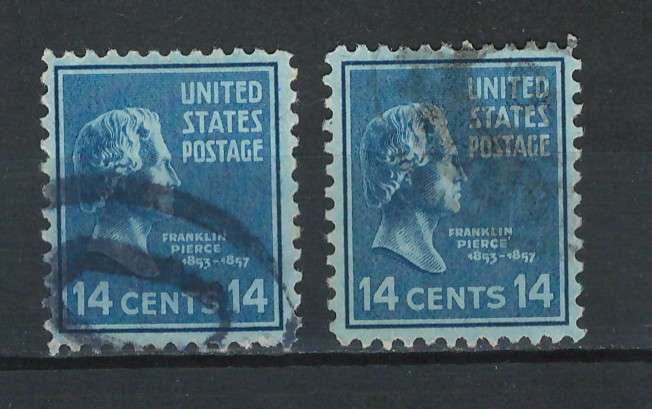 UNITED
STATES
POSTAGE
FRANKLIN
PIERCE
1853-1857
14 CENTS 14
UNITED
STATES
POSTAGE
FRANKLIN
PIERCE
1853-1857
14 CENTS 14